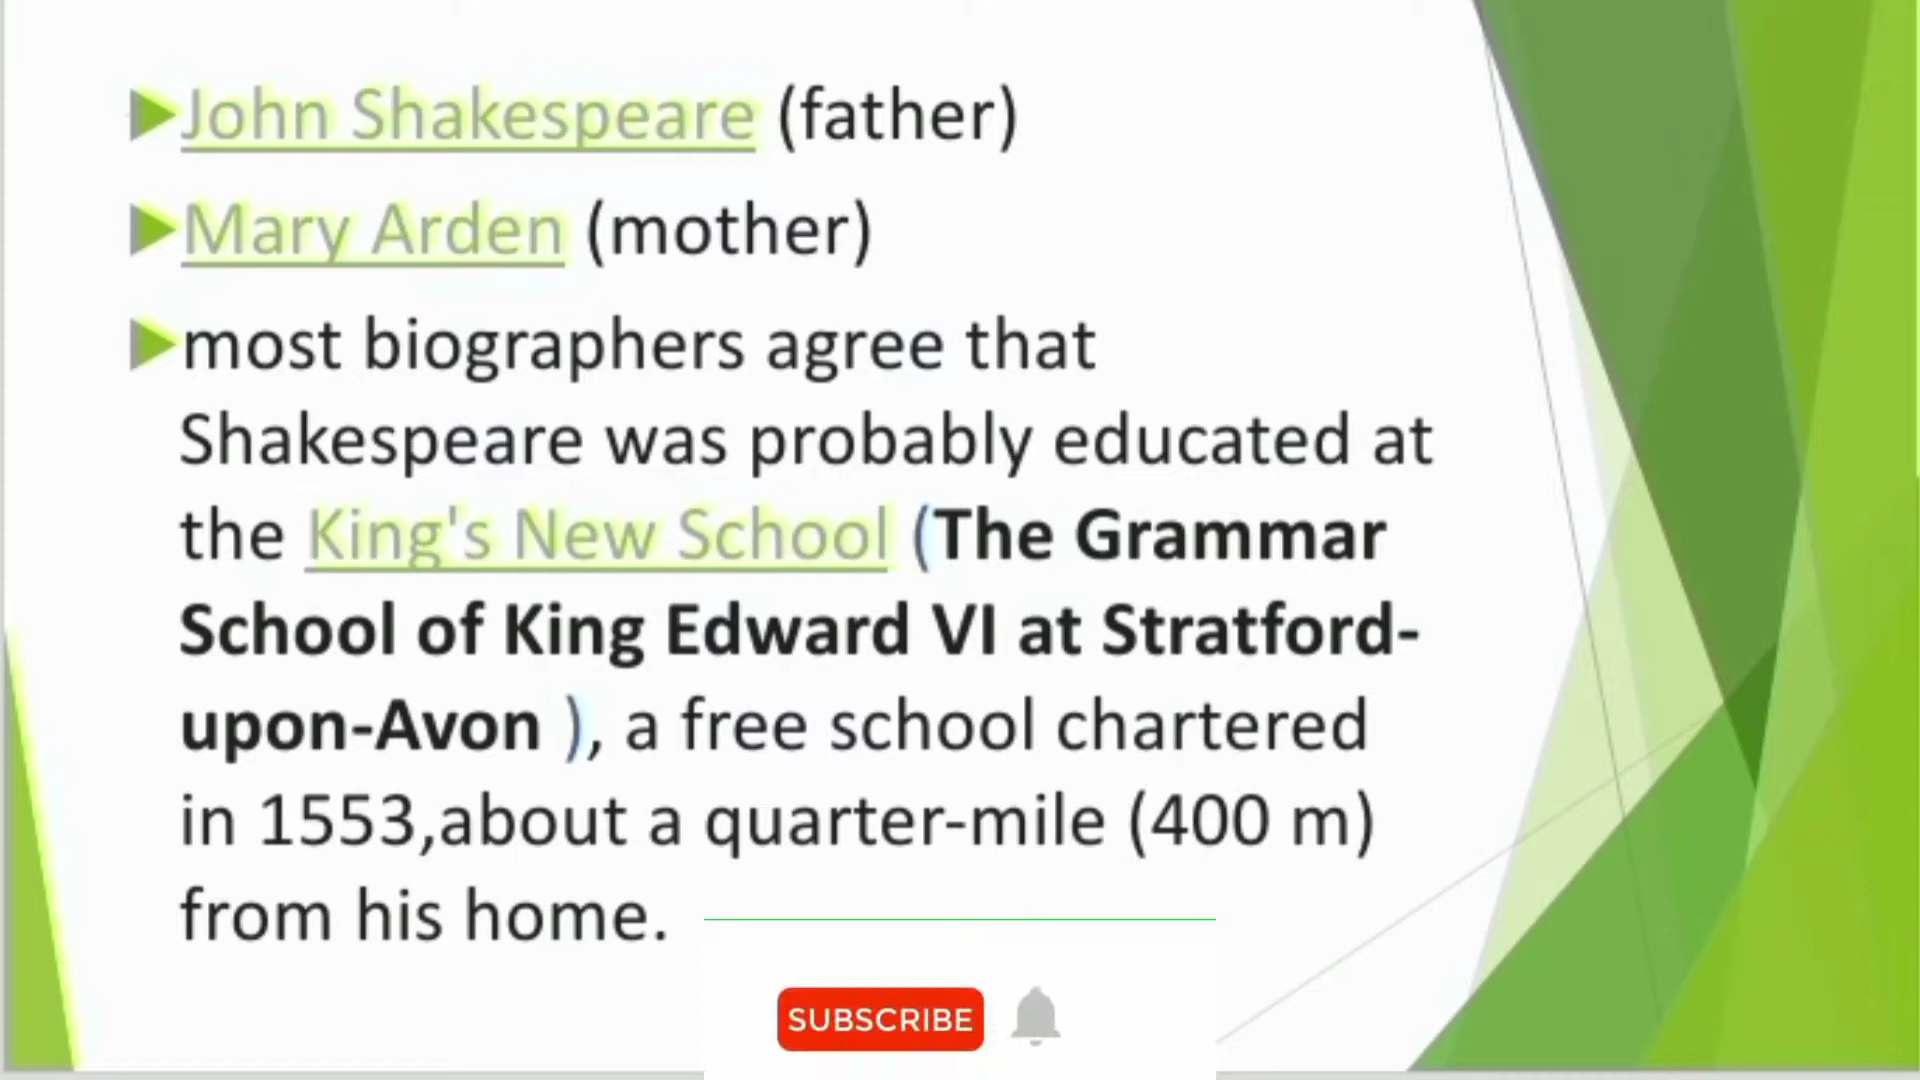 John Shakespeare (father)
Mary Arden (mother)
most biographers agree that
Shakespeare was probably educated at
the King's New School (The Grammar
School of King Edward VI at Stratford-
upon-Avon ), a free school chartered
in 1553,about a quarter-mile (400 m)
from his home.
SUBSCRIBE